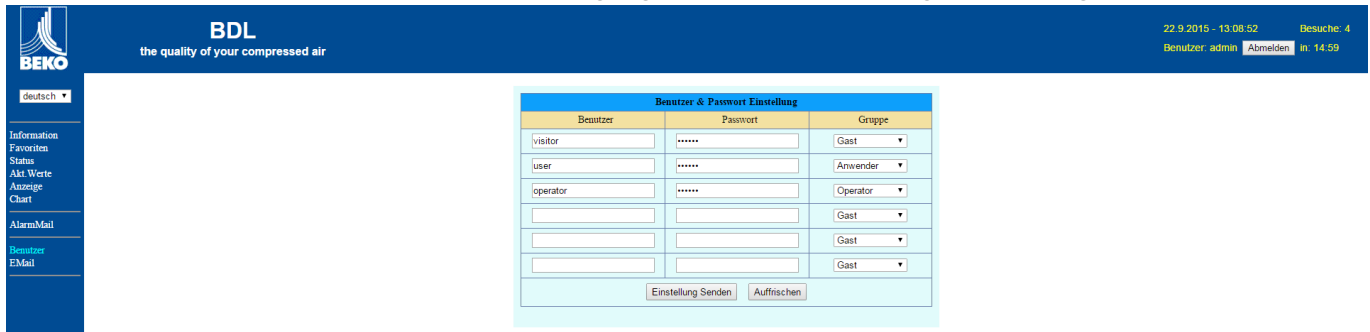 BEKO
BDL
the quality of your compressed air
22.9.2015 - 13:08:52 Besuche: 4
Benutzer: admin Abmelden in: 14:59
deutsch
Information
Favoriten
Status
Akt.Werte
Anzeige
Chart
AlarmMail
Benutzer
EMail
Benutzer & Passwort Einstellung
Benutzer Passwort Gruppe
visitor •••••• Gast
user •••••• Anwender
operator •••••• Operator
Gast
Gast
Gast
Einstellung Senden Auffrischen